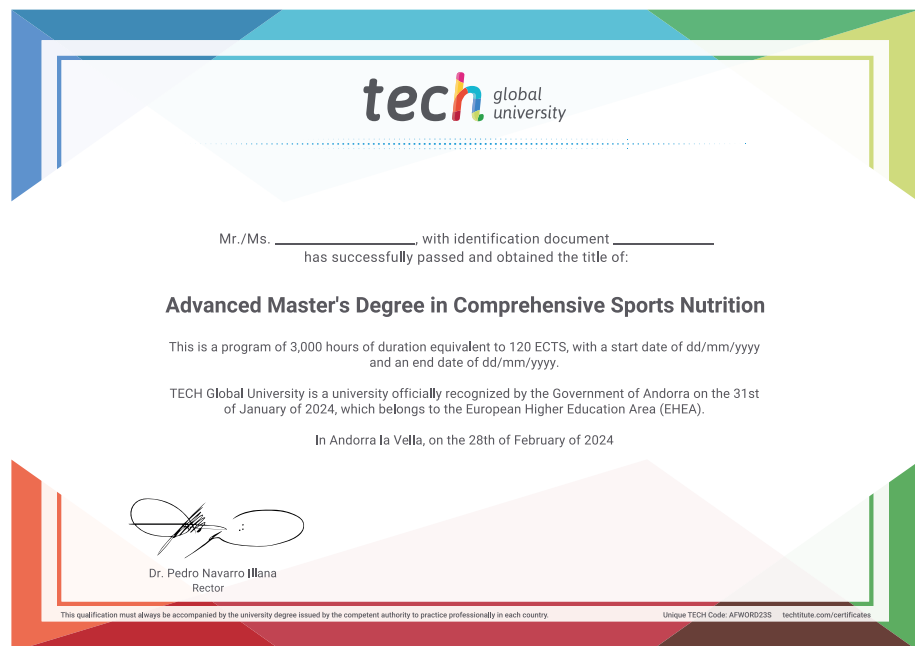 tech global
university
Mr./Ms. ____________, with identification document ____________
has successfully passed and obtained the title of:
Advanced Master's Degree in Comprehensive Sports Nutrition
This is a program of 3,000 hours of duration equivalent to 120 ECTS, with a start date of dd/mm/yyyy
and an end date of dd/mm/yyyy.
TECH Global University is a university officially recognized by the Government of Andorra on the 31st
of January of 2024, which belongs to the European Higher Education Area (EHEA).
In Andorra la Vella, on the 28th of February of 2024
Dr. Pedro Navarro Illana
Rector
This qualification must always be accompanied by the university degree issued by the competent authority to practice professionally in each country.
Unique TECH Code: AFWORD23S techtitute.com/certificates